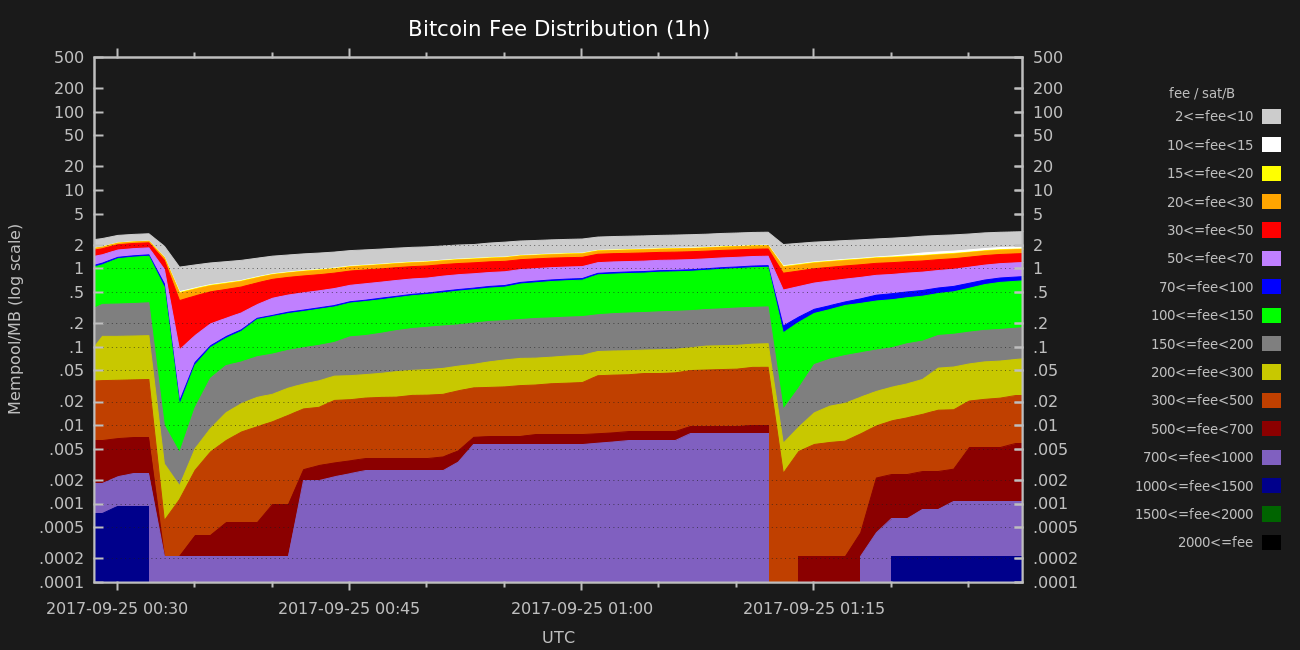 Bitcoin Fee Distribution (1h)
500 500
200 200
100 100
50 50
20 20
10 10
5 5
2 2
1 1
.5 .5
.2 .2
.1 .1
.05 .05
.02 .02
.01 .01
.005 .005
.002 .002
.001 .001
.0005 .0005
.0002 .0002
.0001 .0001
Mempool/MB (log scale)
2017-09-25 00:30 2017-09-25 00:45 2017-09-25 01:00 2017-09-25 01:15
UTC
fee / sat/B
2<=fee<10
10<=fee<15
15<=fee<20
20<=fee<30
30<=fee<50
50<=fee<70
70<=fee<100
100<=fee<150
150<=fee<200
200<=fee<300
300<=fee<500
500<=fee<700
700<=fee<1000
1000<=fee<1500
1500<=fee<2000
2000<=fee